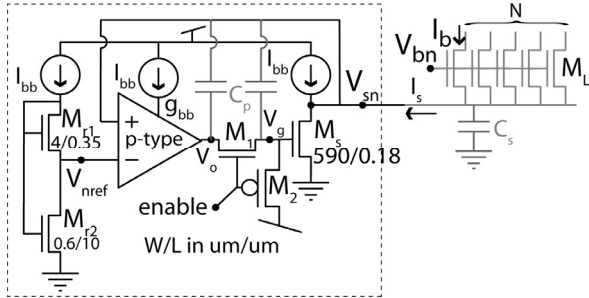 N
I_b
V_bn
M_L
I_bb
I_bb
I_bb
V_sn
I_s
g_bb
C_p
C_s
+
p-type
−
M_r1
4/0.35
M_1
V_o
V_g
M_s
590/0.18
V_nref
M_2
M_r2
0.6/10
enable
W/L in um/um